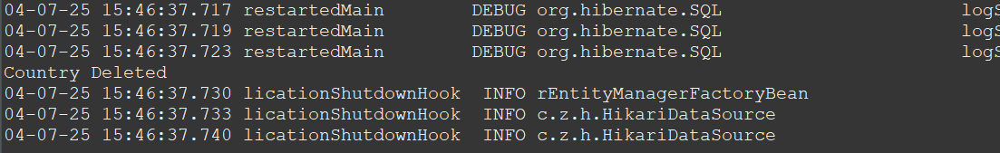 04-07-25 15:46:37.717 restartedMain DEBUG org.hibernate.SQL logS
04-07-25 15:46:37.719 restartedMain DEBUG org.hibernate.SQL logS
04-07-25 15:46:37.723 restartedMain DEBUG org.hibernate.SQL logS
Country Deleted
04-07-25 15:46:37.730 licationShutdownHook INFO rEntityManagerFactoryBean
04-07-25 15:46:37.733 licationShutdownHook INFO c.z.h.HikariDataSource
04-07-25 15:46:37.740 licationShutdownHook INFO c.z.h.HikariDataSource